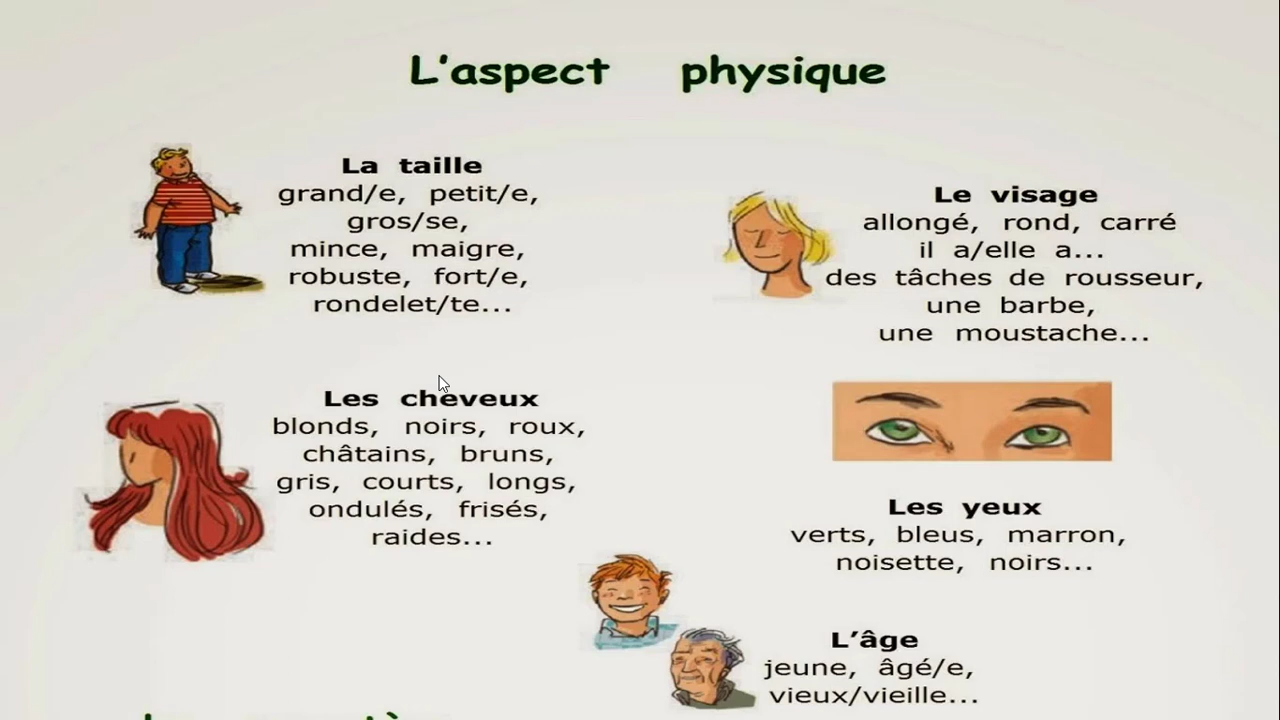 L'aspect physique
La taille
grand/e, petit/e,
gros/se,
mince, maigre,
robuste, fort/e,
rondelet/te...
Le visage
allongé, rond, carré
il a/elle a...
des tâches de rousseur,
une barbe,
une moustache...
Les cheveux
blonds, noirs, roux,
châtains, bruns,
gris, courts, longs,
ondulés, frisés,
raides...
Les yeux
verts, bleus, marron,
noisette, noirs...
L'âge
jeune, âgé/e,
vieux/vieille...